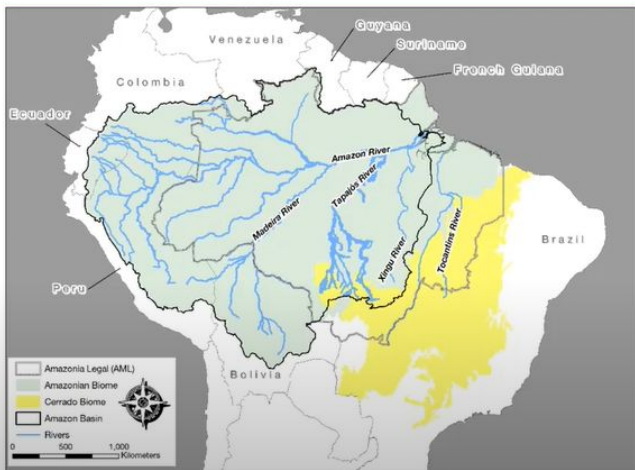 Guyana
Venezuela
Suriname
French Guiana
Colombia
Ecuador
Amazon River
Tapajós River
Madeira River
Xingu River
Tocantins River
Brazil
Peru
Bolivia
Amazonia Legal (AML)
Amazonian Biome
Cerrado Biome
Amazon Basin
Rivers
0 500 1,000
Kilometers